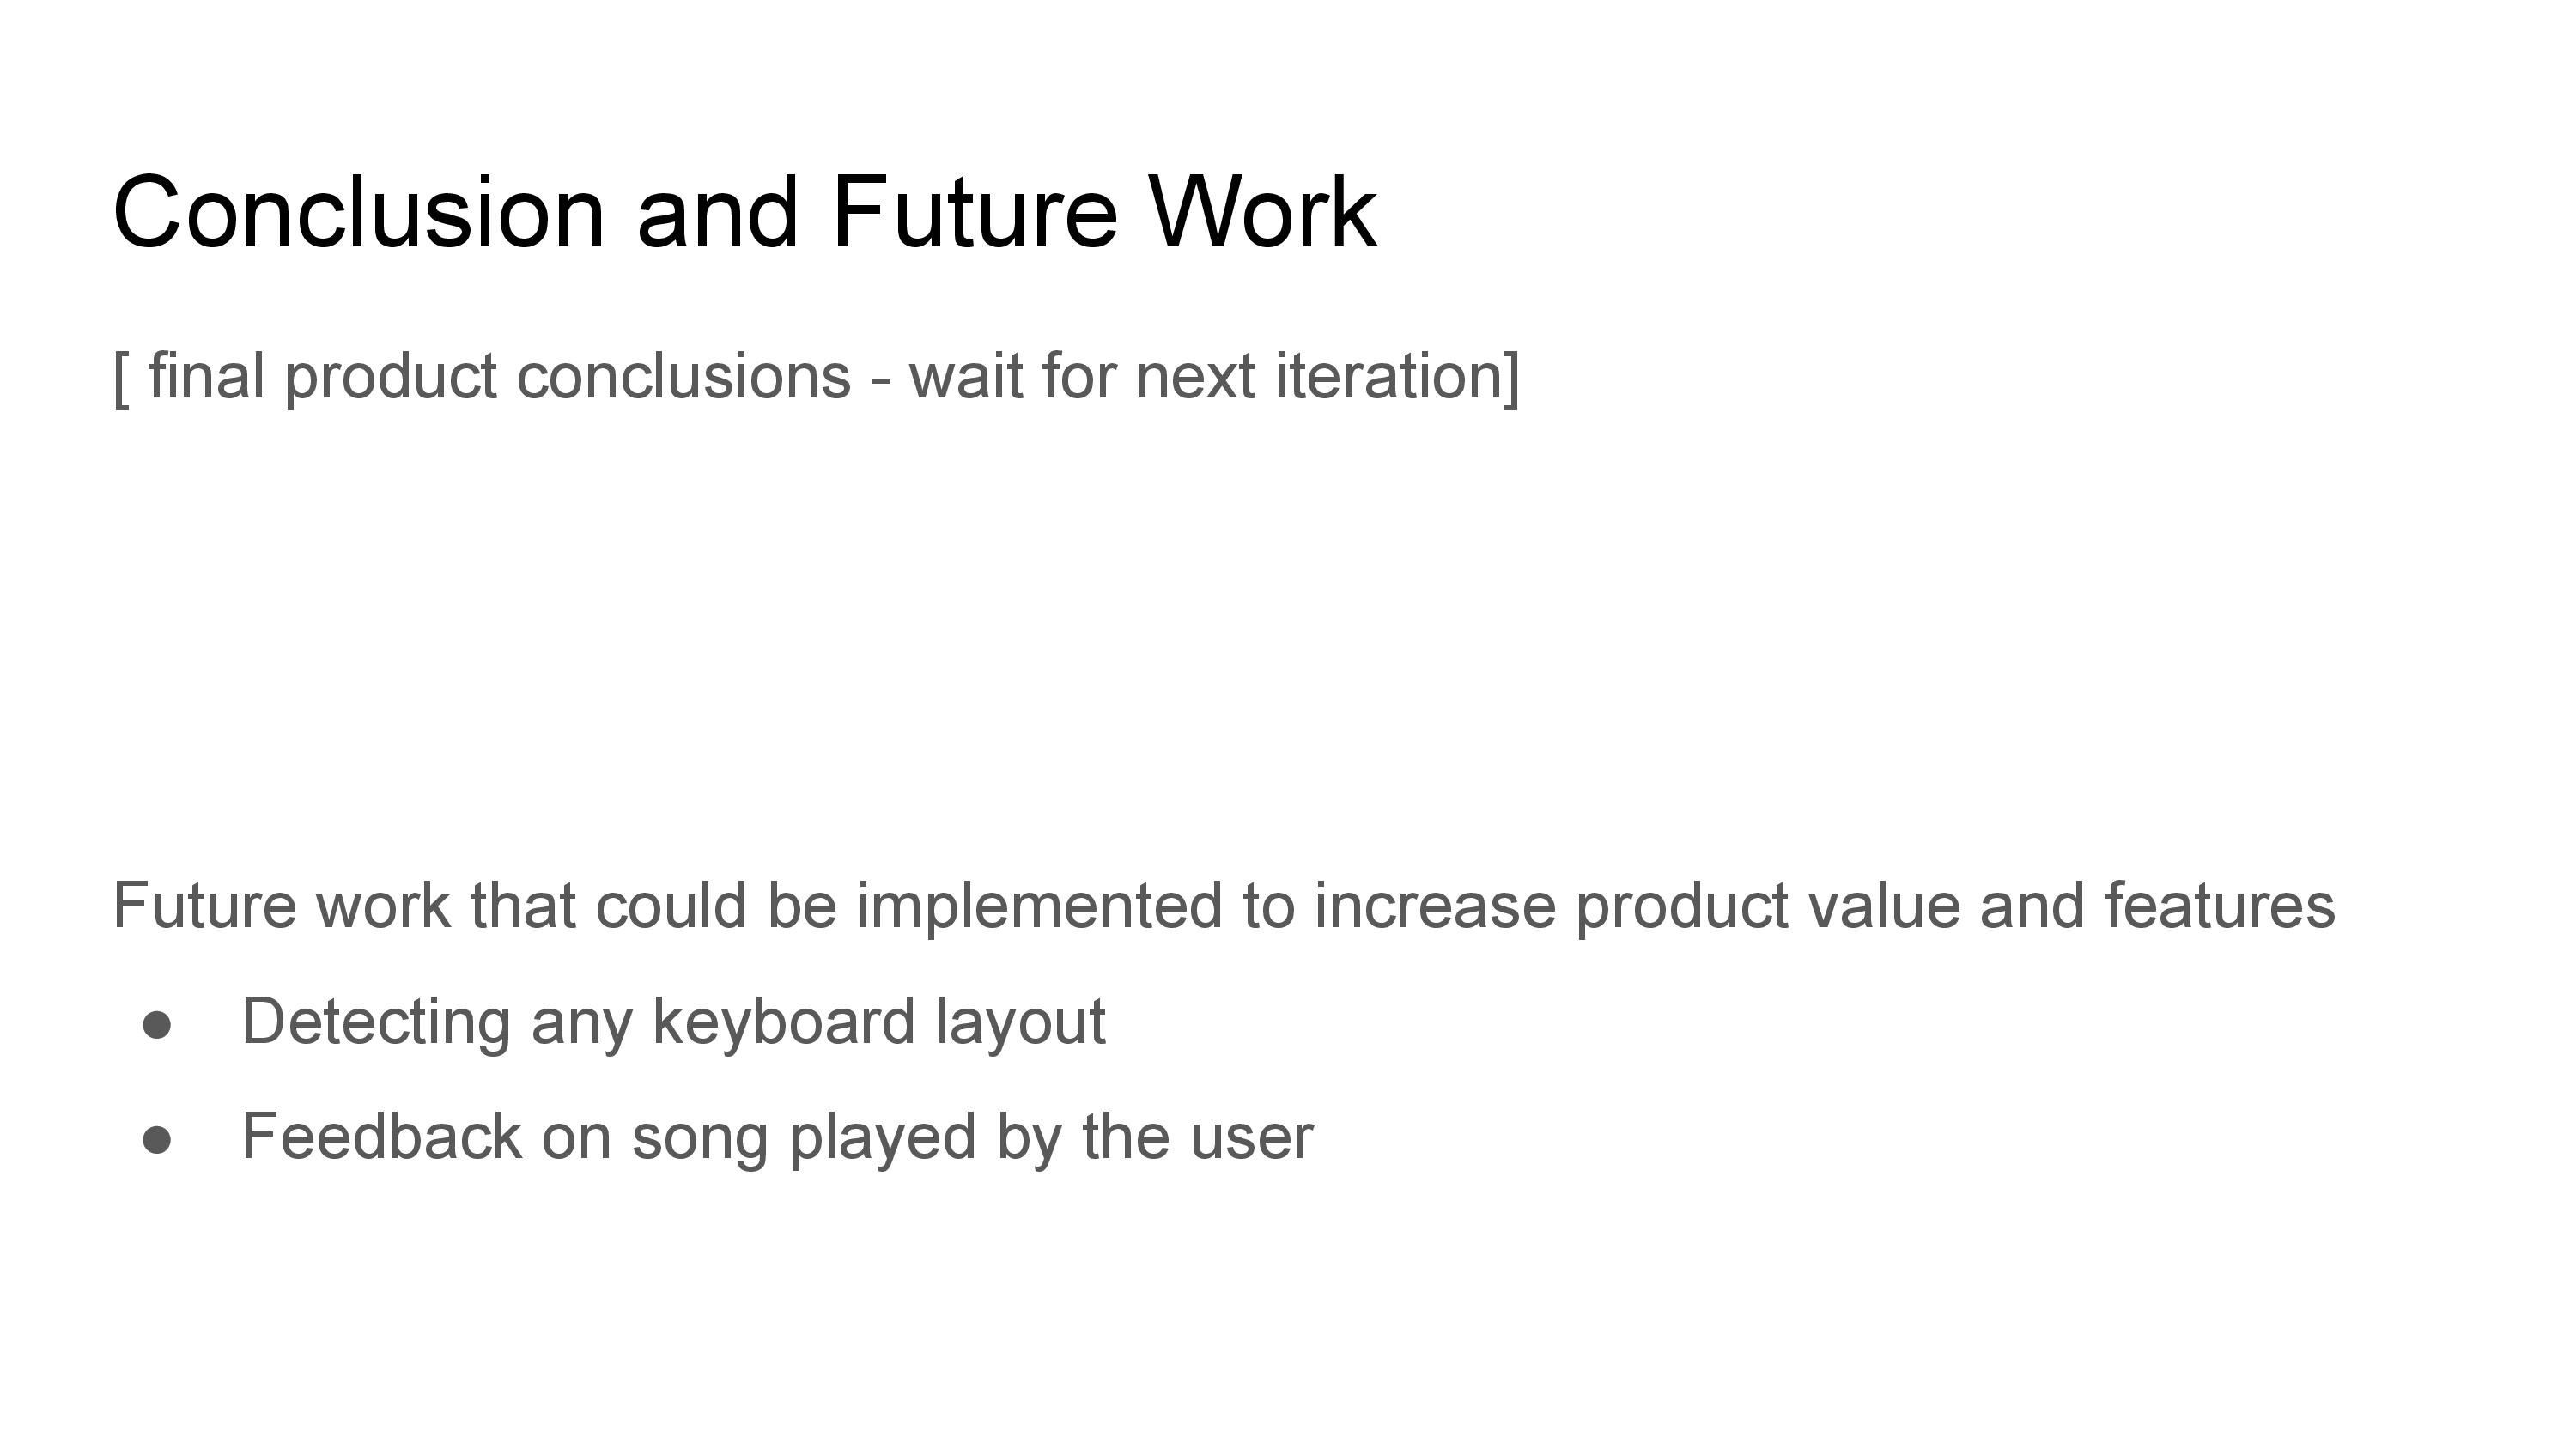 Conclusion and Future Work
[ final product conclusions - wait for next iteration]
Future work that could be implemented to increase product value and features
● Detecting any keyboard layout
● Feedback on song played by the user